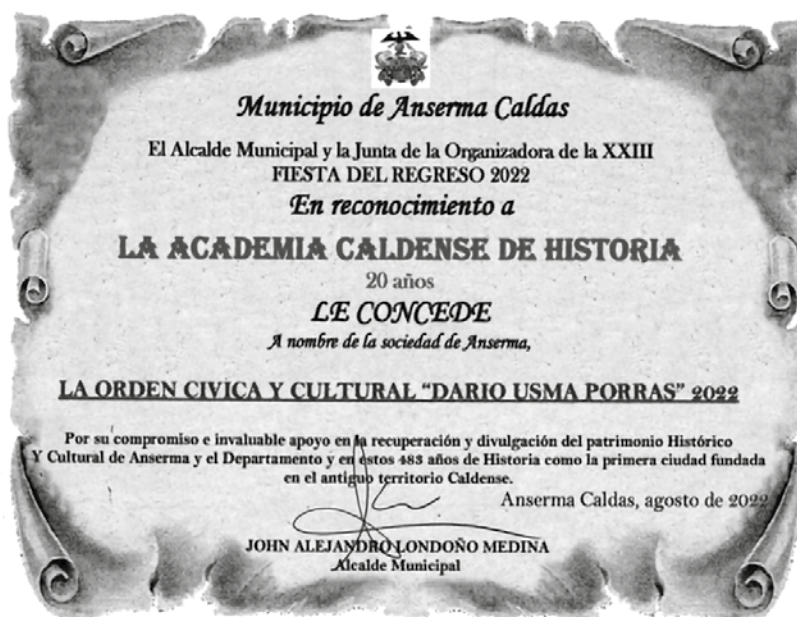 Municipio de Anserma Caldas
El Alcalde Municipal y la Junta de la Organizadora de la XXIII
FIESTA DEL REGRESO 2022
En reconocimiento a
LA ACADEMIA CALDENSE DE HISTORIA
20 años
LE CONCEDE
A nombre de la sociedad de Anserma,
LA ORDEN CIVICA Y CULTURAL “DARIO USMA PORRAS” 2022
Por su compromiso e invaluable apoyo en la recuperación y divulgación del patrimonio Histórico
Y Cultural de Anserma y el Departamento y en estos 483 años de Historia como la primera ciudad fundada
en el antiguo territorio Caldense.
Anserma Caldas, agosto de 2022
JOHN ALEJANDRO LONDOÑO MEDINA
Alcalde Municipal